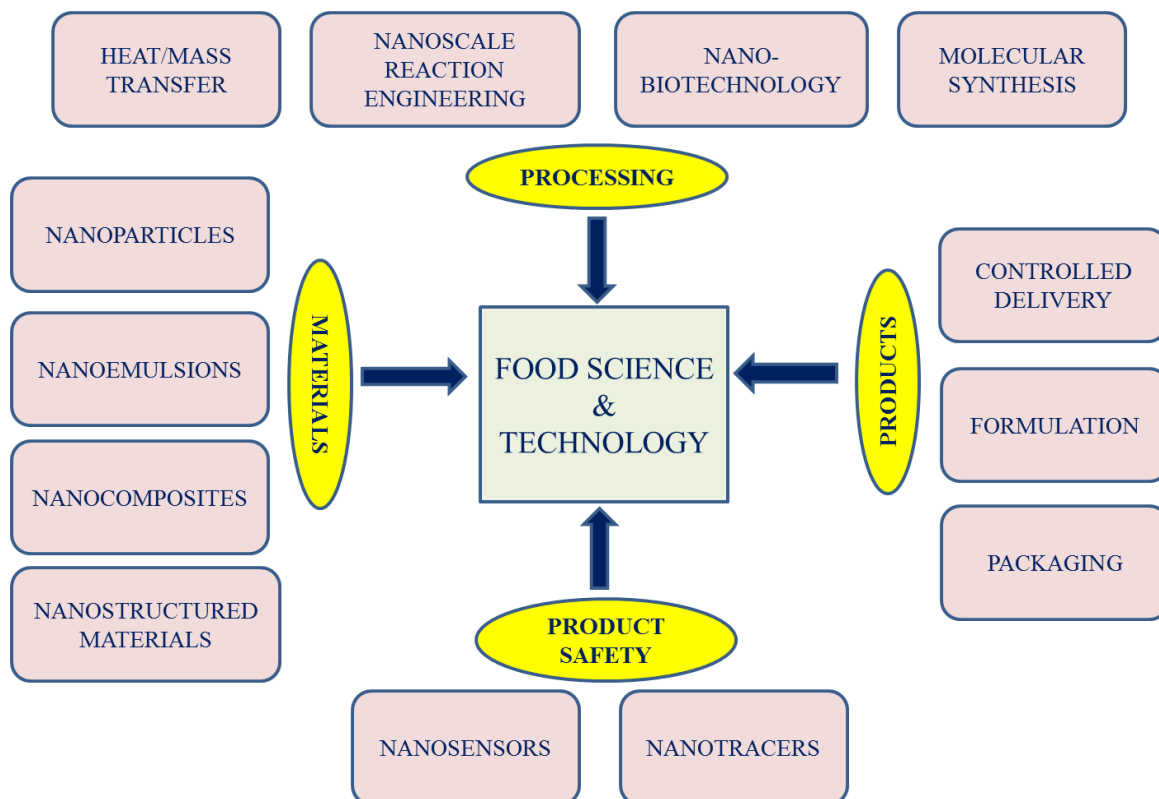 HEAT/MASS
TRANSFER
NANOSCALE
REACTION
ENGINEERING
NANO-
BIOTECHNOLOGY
MOLECULAR
SYNTHESIS
PROCESSING
NANOPARTICLES
NANOEMULSIONS
NANOCOMPOSITES
NANOSTRUCTURED
MATERIALS
MATERIALS
FOOD SCIENCE
&
TECHNOLOGY
PRODUCTS
CONTROLLED
DELIVERY
FORMULATION
PACKAGING
PRODUCT
SAFETY
NANOSENSORS
NANOTRACERS